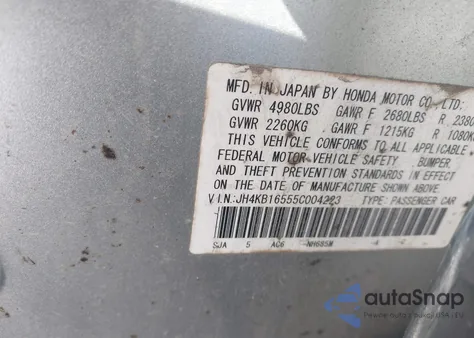 MFD. IN JAPAN BY HONDA MOTOR CO., LTD.
GVWR 4980LBS GAWR F 2680LBS R 2380
GVWR 2260KG GAWR F 1215KG R 1080KG
THIS VEHICLE CONFORMS TO ALL APPLICABLE
FEDERAL MOTOR VEHICLE SAFETY BUMPER
AND THEFT PREVENTION STANDARDS IN EFFECT
ON THE DATE OF MANUFACTURE SHOWN ABOVE.
V.I.N.:JH4KB16555C004223 TYPE: PASSENGER CAR
SJA 5 AC6 NH685M
autoSnap